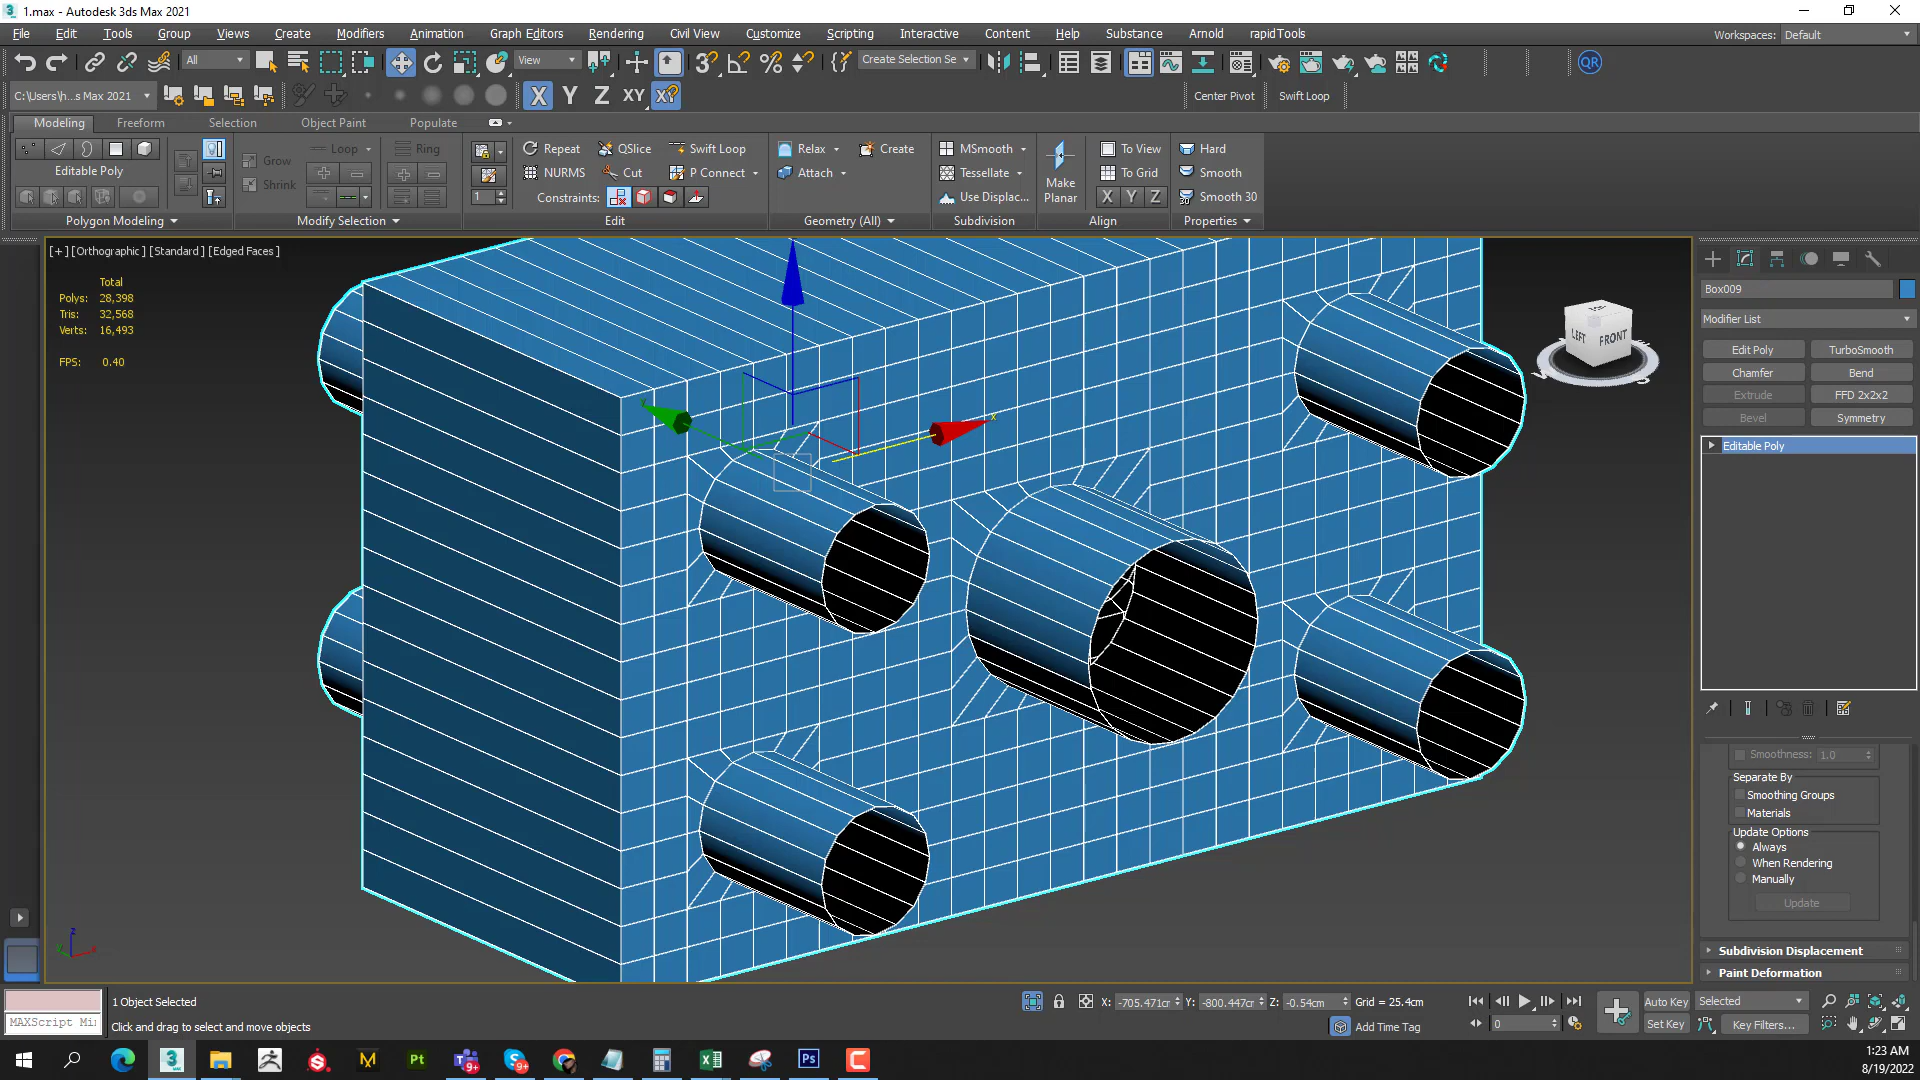 1.max - Autodesk 3ds Max 2021
File Edit Tools Group Views Create Modifiers Animation Graph Editors Rendering Civil View Customize Scripting Interactive Content Help Substance Arnold rapidTools
Workspaces: Default
All View Create Selection Se QR
C:\Users\h...s Max 2021 X Y Z XY XY Center Pivot Swift Loop
Modeling Freeform Selection Object Paint Populate
Loop Ring Repeat QSlice Swift Loop Relax Create MSmooth To View Hard
Grow NURMS Cut P Connect Attach Tessellate To Grid Smooth
Editable Poly
Shrink 1 Constraints: Use Displac... Make Planar X Y Z Smooth 30
Polygon Modeling Modify Selection Edit Geometry (All) Subdivision Align Properties
[+] [Orthographic] [Standard] [Edged Faces]
Total
Polys: 28,398
Tris: 32,568
Verts: 16,493
FPS: 0.40
LEFT FRONT
Box009
Modifier List
Edit Poly TurboSmooth
Chamfer Bend
Extrude FFD 2x2x2
Bevel Symmetry
Editable Poly
Smoothness: 1.0
Separate By
Smoothing Groups
Materials
Update Options
Always
When Rendering
Manually
Update
Subdivision Displacement
Paint Deformation
1 Object Selected X: -705.471cm Y: -800.447cm Z: -0.54cm Grid = 25.4cm Auto Key Selected
MAXScript Mi
Click and drag to select and move objects Add Time Tag 0 Set Key Key Filters...
1:23 AM
8/19/2022